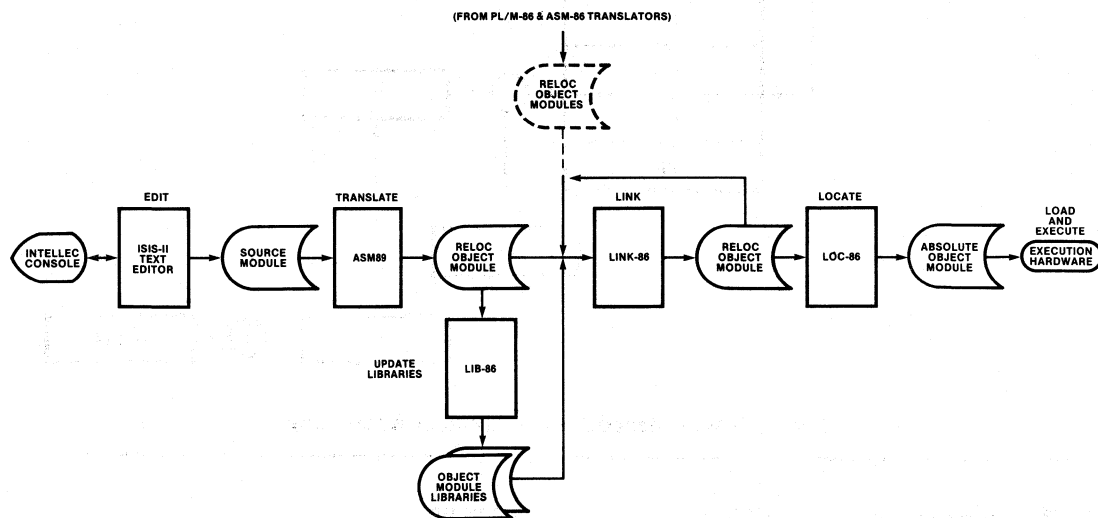 (FROM PL/M-86 & ASM-86 TRANSLATORS)
RELOC
OBJECT
MODULES
EDIT
TRANSLATE
LINK
LOCATE
LOAD
AND
EXECUTE
INTELLEC
CONSOLE
ISIS-II
TEXT
EDITOR
SOURCE
MODULE
ASM89
RELOC
OBJECT
MODULE
LINK-86
RELOC
OBJECT
MODULE
LOC-86
ABSOLUTE
OBJECT
MODULE
EXECUTION
HARDWARE
UPDATE
LIBRARIES
LIB-86
OBJECT
MODULE
LIBRARIES